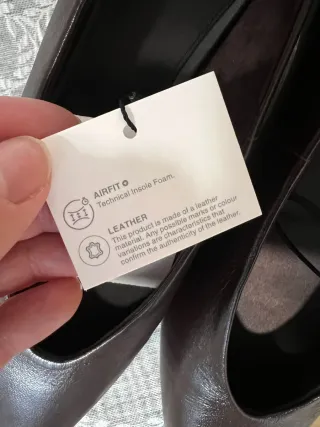 AIRFIT
Technical Insole Foam.
LEATHER
This product is made of a leather
material. Any possible marks or colour
variations are characteristics that
confirm the authenticity of the leather.